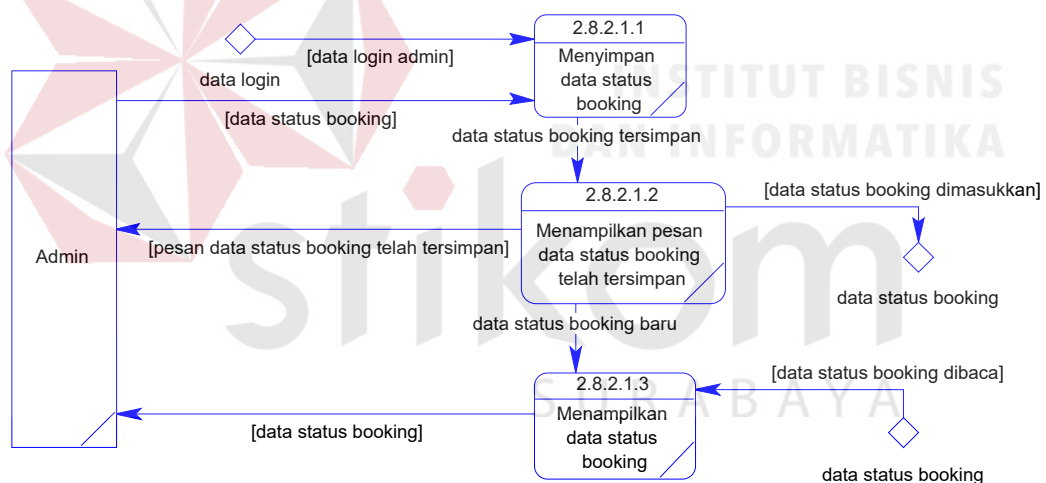 2.8.2.1.1
Menyimpan
data status
booking
[data login admin]
data login
[data status booking]
data status booking tersimpan
INSTITUT BISNIS
DAN INFORMATIKA
2.8.2.1.2
Menampilkan pesan
data status booking
telah tersimpan
[data status booking dimasukkan]
data status booking
[pesan data status booking telah tersimpan]
Admin
stikom
SURABAYA
data status booking baru
2.8.2.1.3
Menampilkan
data status
booking
[data status booking dibaca]
data status booking
[data status booking]